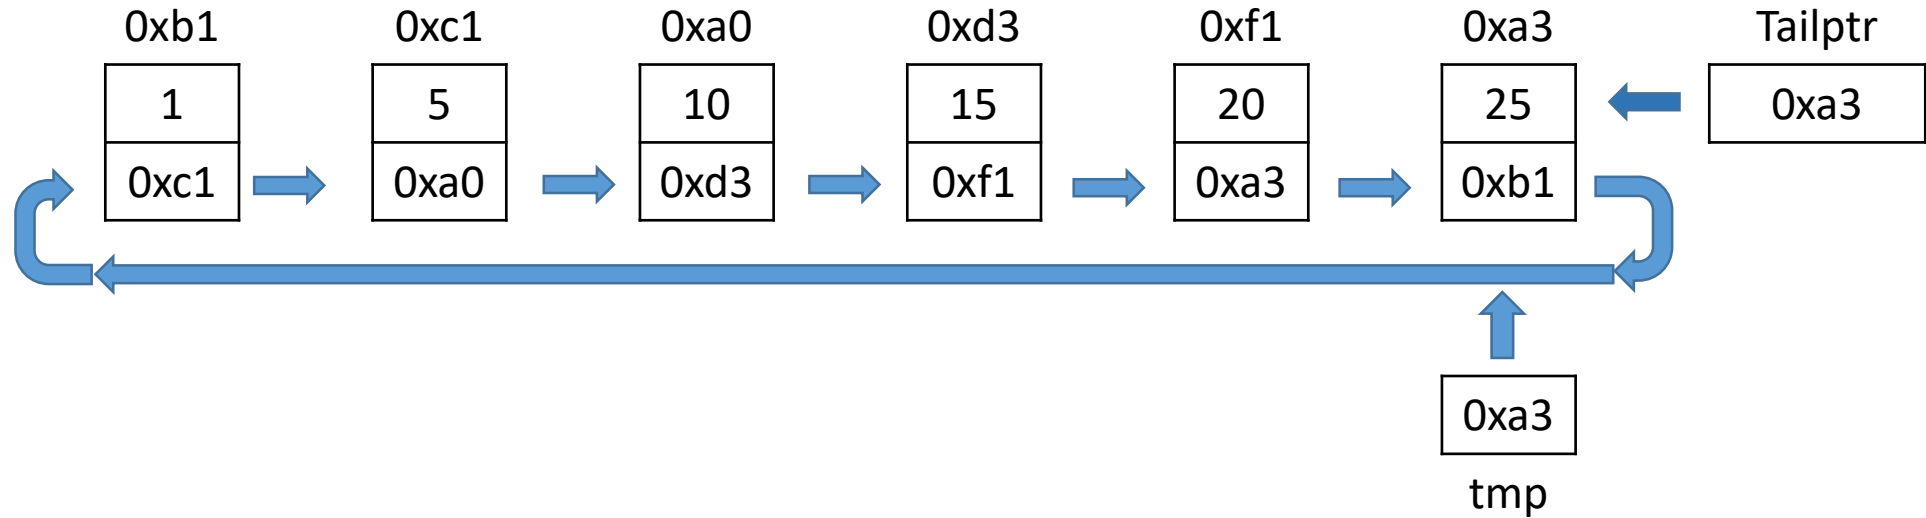 0xb1 0xc1 0xa0 0xd3 0xf1 0xa3 Tailptr
1 5 10 15 20 25 0xa3
0xc1 0xa0 0xd3 0xf1 0xa3 0xb1
0xa3
tmp